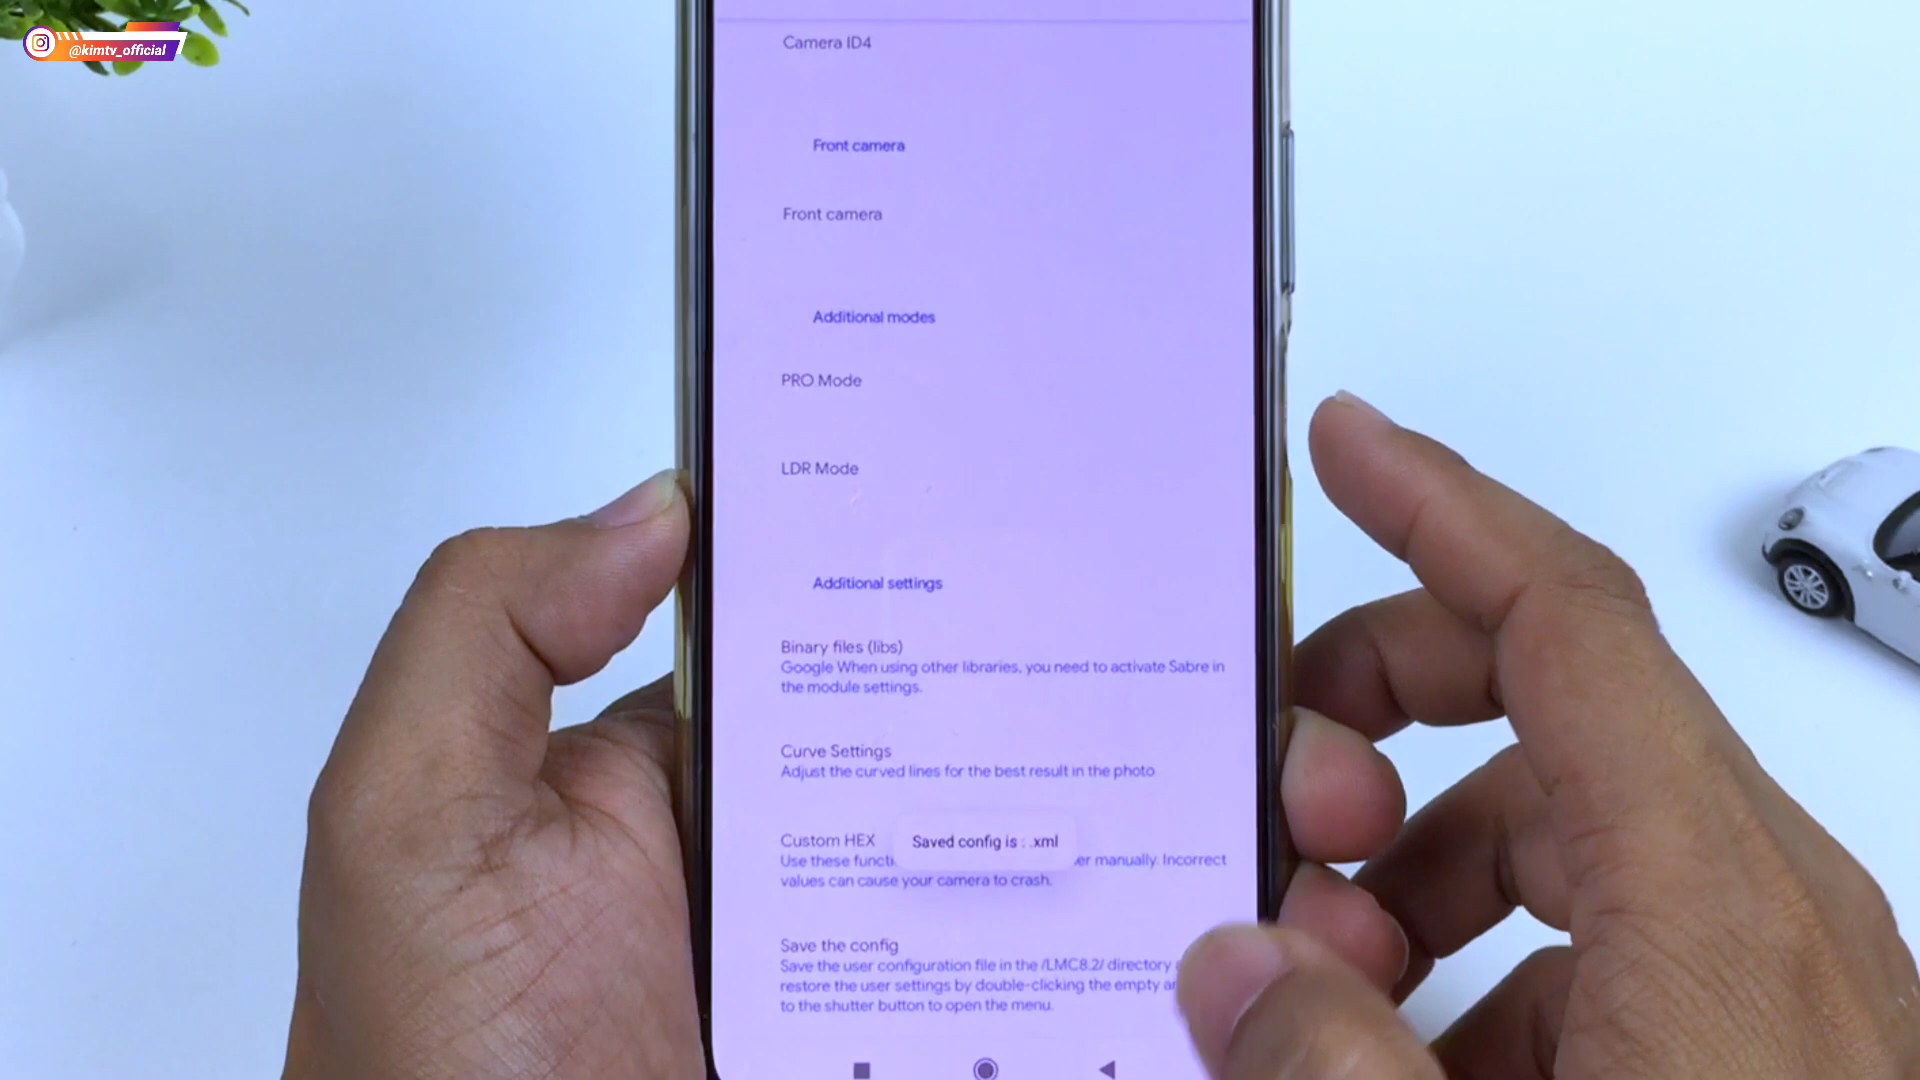 @kimtv_official
Camera ID4
Front camera
Front camera
Additional modes
PRO Mode
LDR Mode
Additional settings
Binary files (libs)
Google When using other libraries, you need to activate Sabre in
the module settings.
Curve Settings
Adjust the curved lines for the best result in the photo
Custom HEX
Saved config is : .xml
Use these manually. Incorrect
values can cause your camera to crash.
Save the config
Save the user configuration file in the /LMC8.2/ directory
restore the user settings by double-clicking the empty
to the shutter button to open the menu.